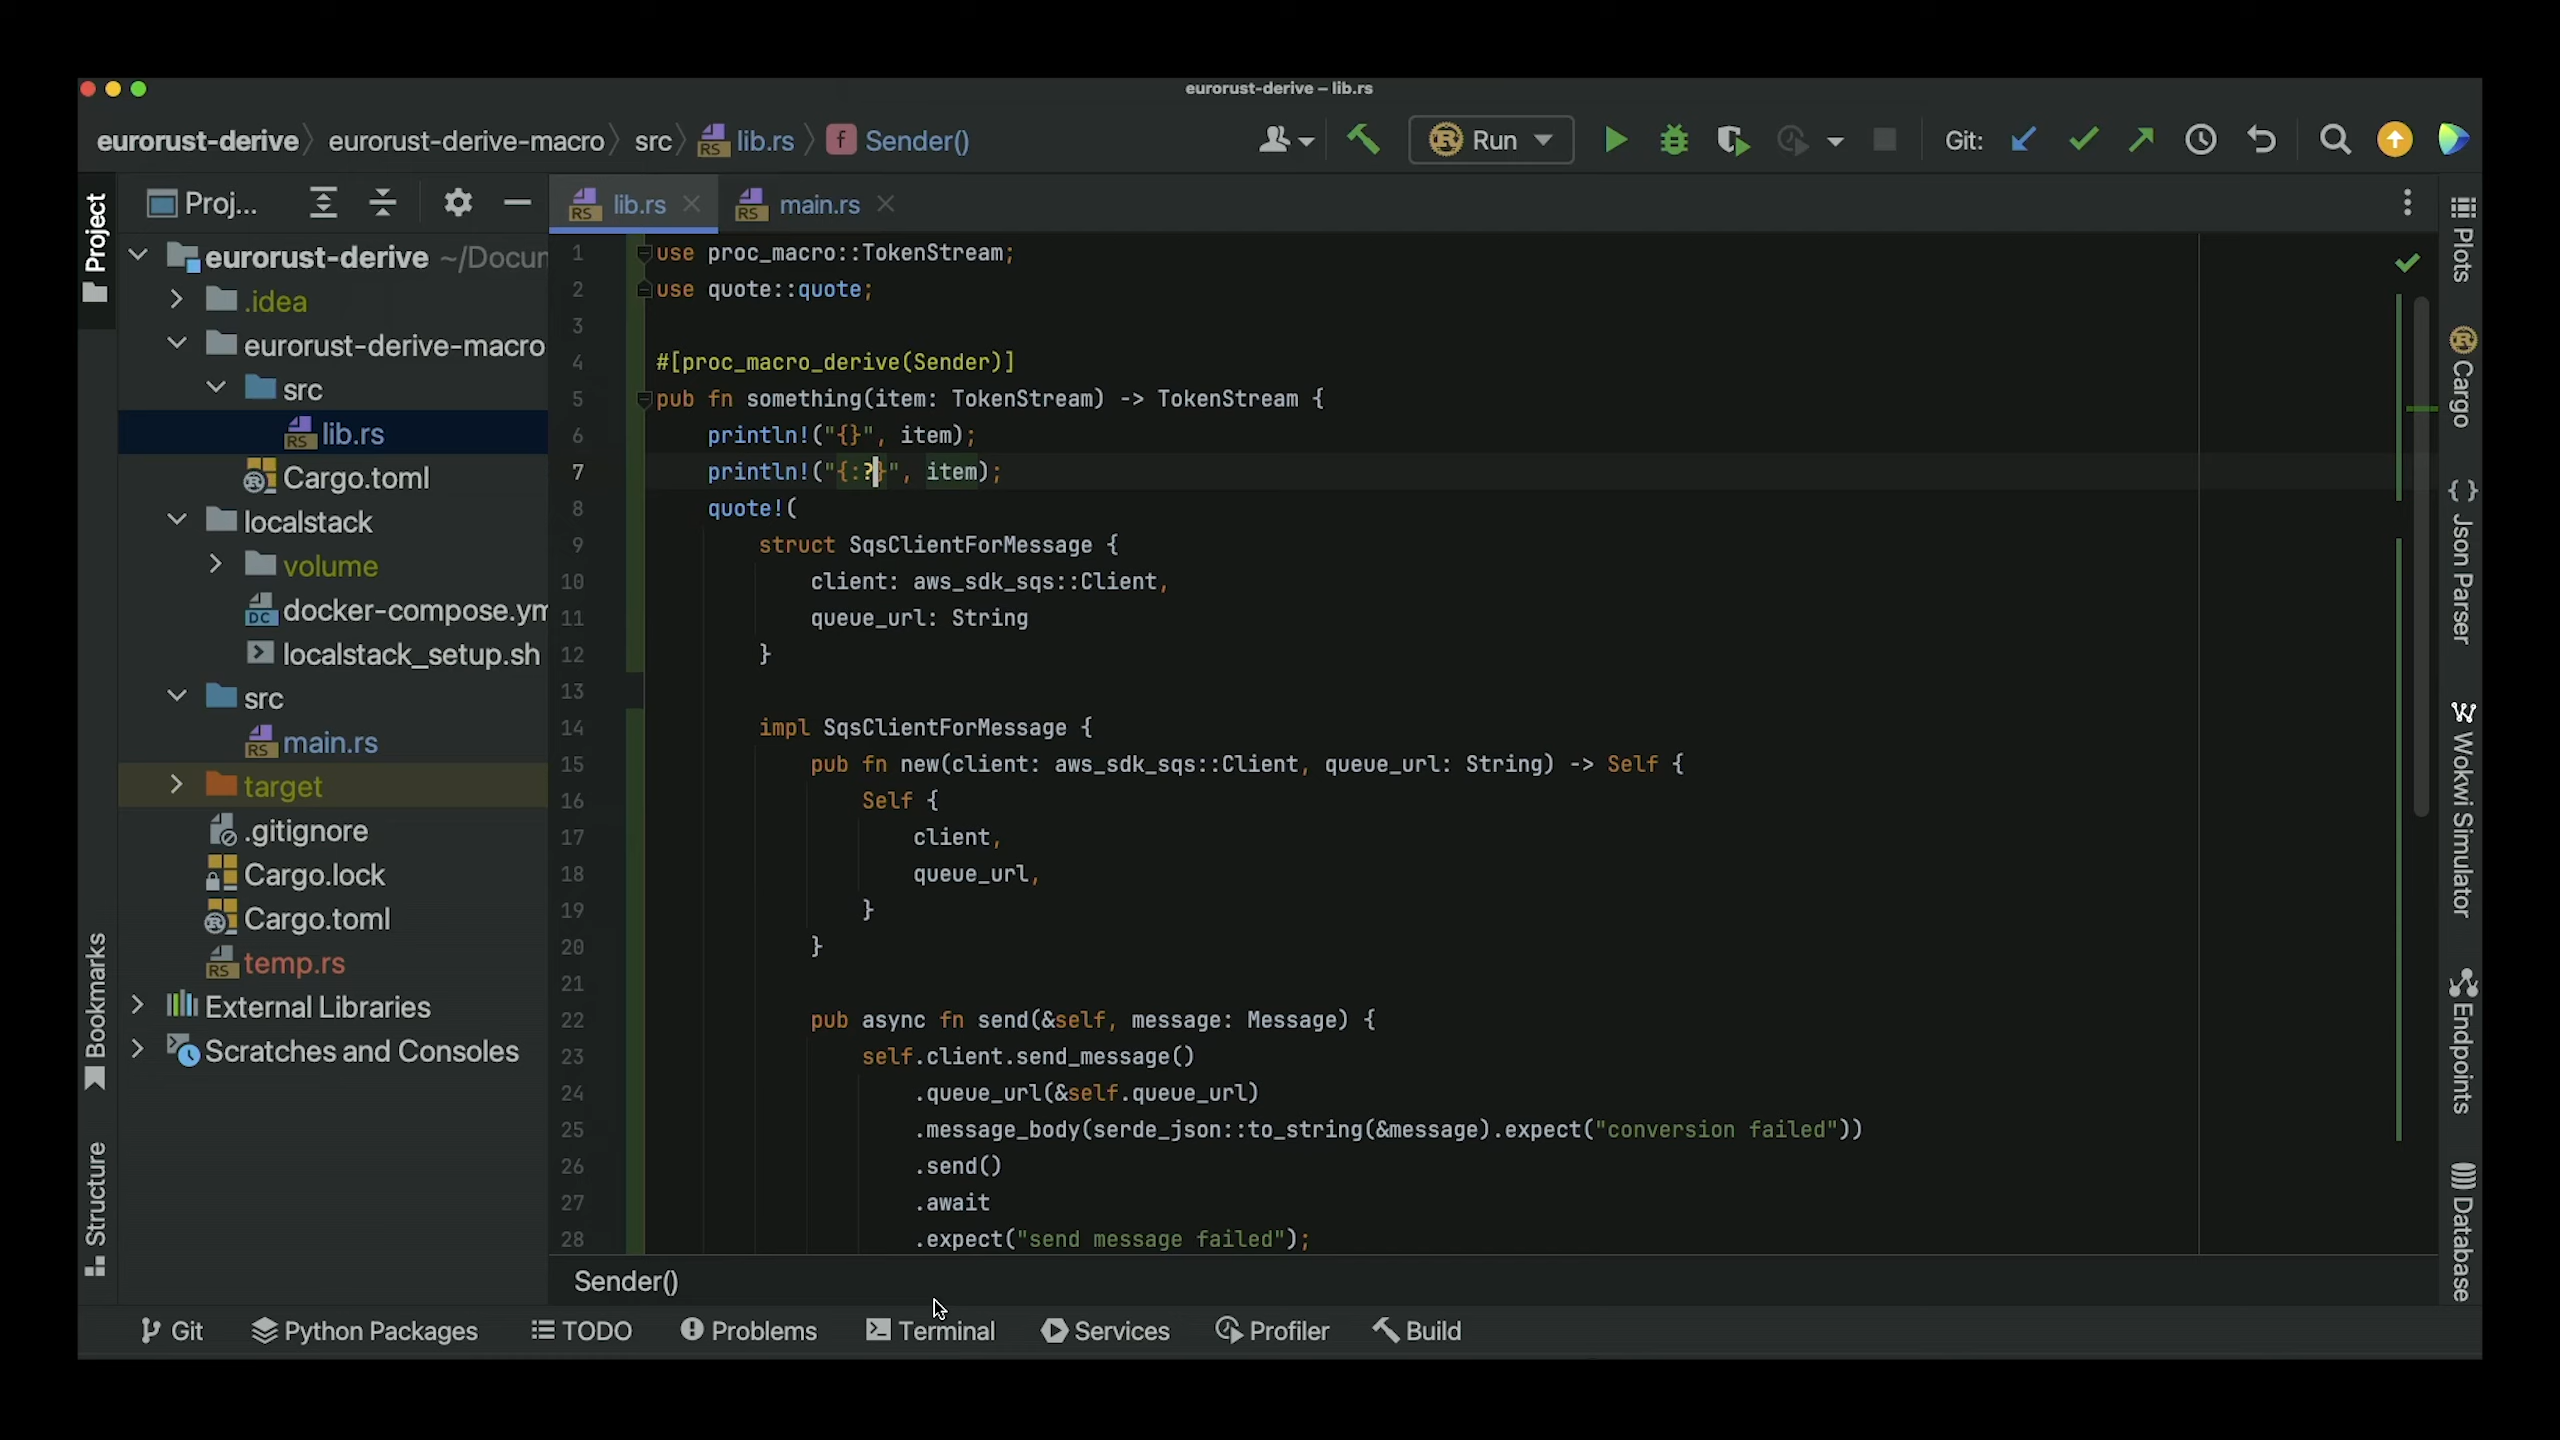 eurorust-derive – lib.rs
eurorust-derive eurorust-derive-macro src lib.rs f Sender()
Run
Git:
Project
Proj...
lib.rs
main.rs
eurorust-derive ~/Docum
.idea
eurorust-derive-macro
src
lib.rs
Cargo.toml
localstack
volume
docker-compose.ym
localstack_setup.sh
src
main.rs
target
.gitignore
Cargo.lock
Cargo.toml
temp.rs
External Libraries
Scratches and Consoles
Bookmarks
Structure
1 use proc_macro::TokenStream;
2 use quote::quote;
3
4 #[proc_macro_derive(Sender)]
5 pub fn something(item: TokenStream) -> TokenStream {
6 println!("{}", item);
7 println!("{:?}", item);
8 quote!(
9 struct SqsClientForMessage {
10 client: aws_sdk_sqs::Client,
11 queue_url: String
12 }
13
14 impl SqsClientForMessage {
15 pub fn new(client: aws_sdk_sqs::Client, queue_url: String) -> Self {
16 Self {
17 client,
18 queue_url,
19 }
20 }
21
22 pub async fn send(&self, message: Message) {
23 self.client.send_message()
24 .queue_url(&self.queue_url)
25 .message_body(serde_json::to_string(&message).expect("conversion failed"))
26 .send()
27 .await
28 .expect("send message failed");
Sender()
Plots
Cargo
Json Parser
Wokwi Simulator
Endpoints
Database
Git Python Packages TODO Problems Terminal Services Profiler Build